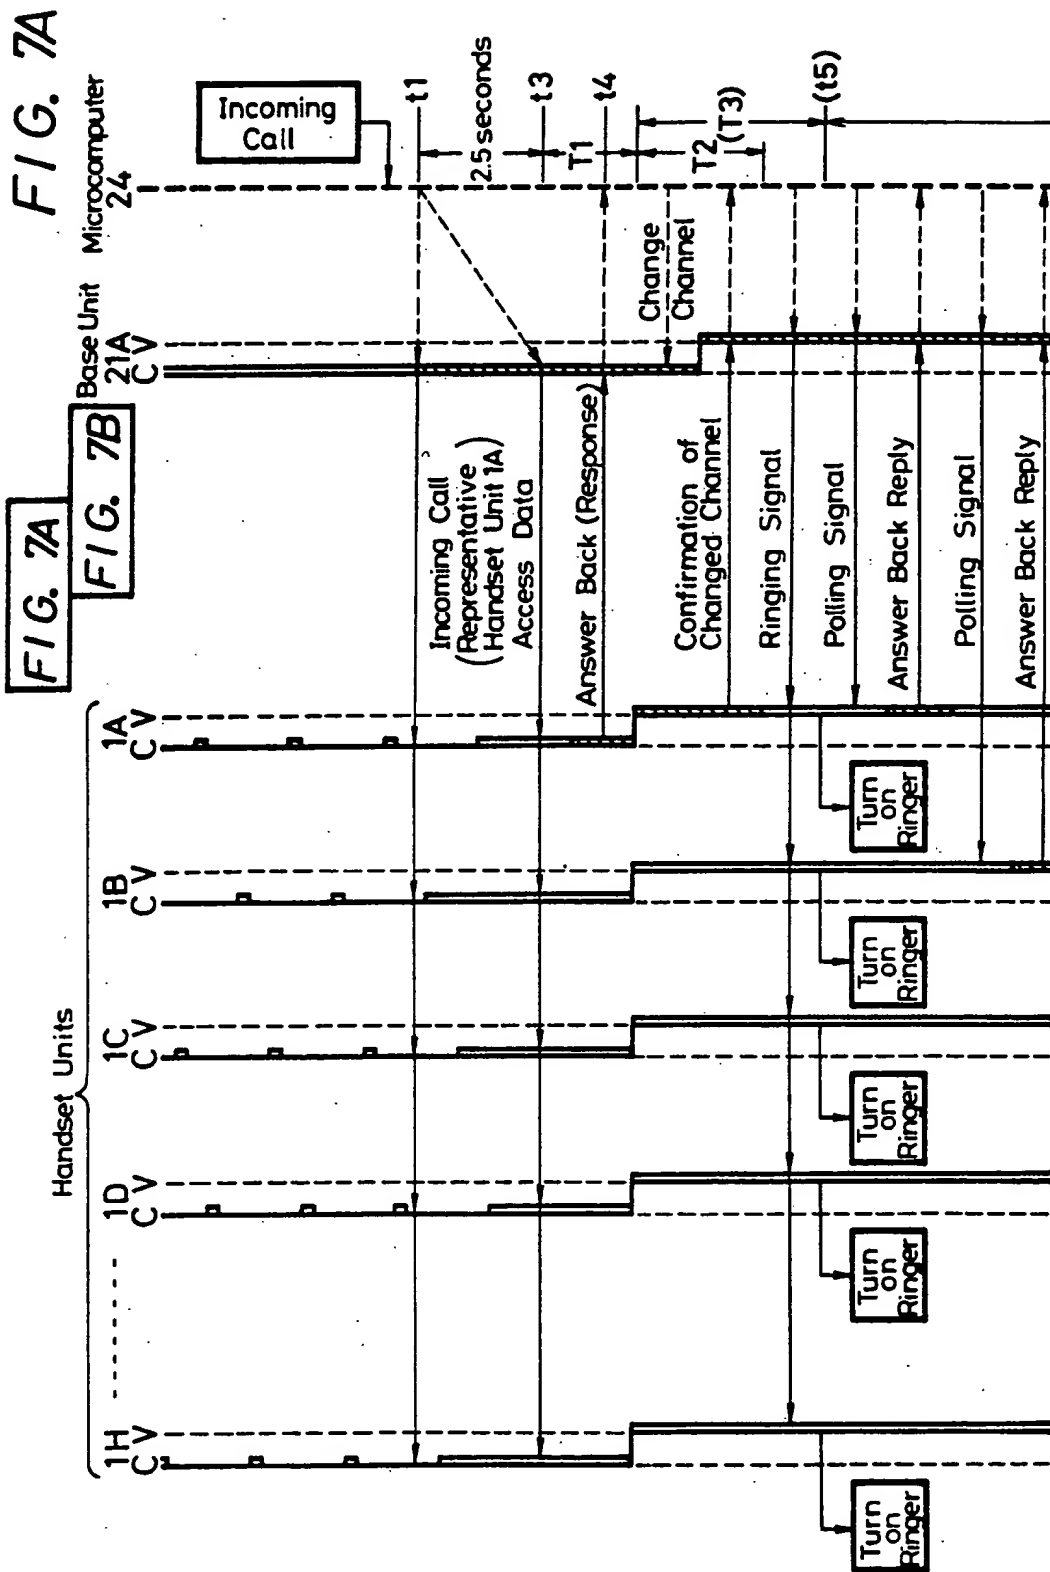 FIG. 7A
FIG. 7A
FIG. 7B
Handset Units
1H
C V
1D
C V
1C
C V
1B
C V
1A
C V
Base Unit
21A
C V
Microcomputer
24
Incoming
Call
t1
2.5 seconds
t3
T1
t4
T2
(T3)
(t5)
Incoming Call
(Representative
Handset Unit 1A)
Access Data
Answer Back (Response)
Change
Channel
Confirmation of
Changed Channel
Ringing Signal
Polling Signal
Answer Back Reply
Polling Signal
Answer Back Reply
Turn
on
Ringer
Turn
on
Ringer
Turn
on
Ringer
Turn
on
Ringer
Turn
on
Ringer